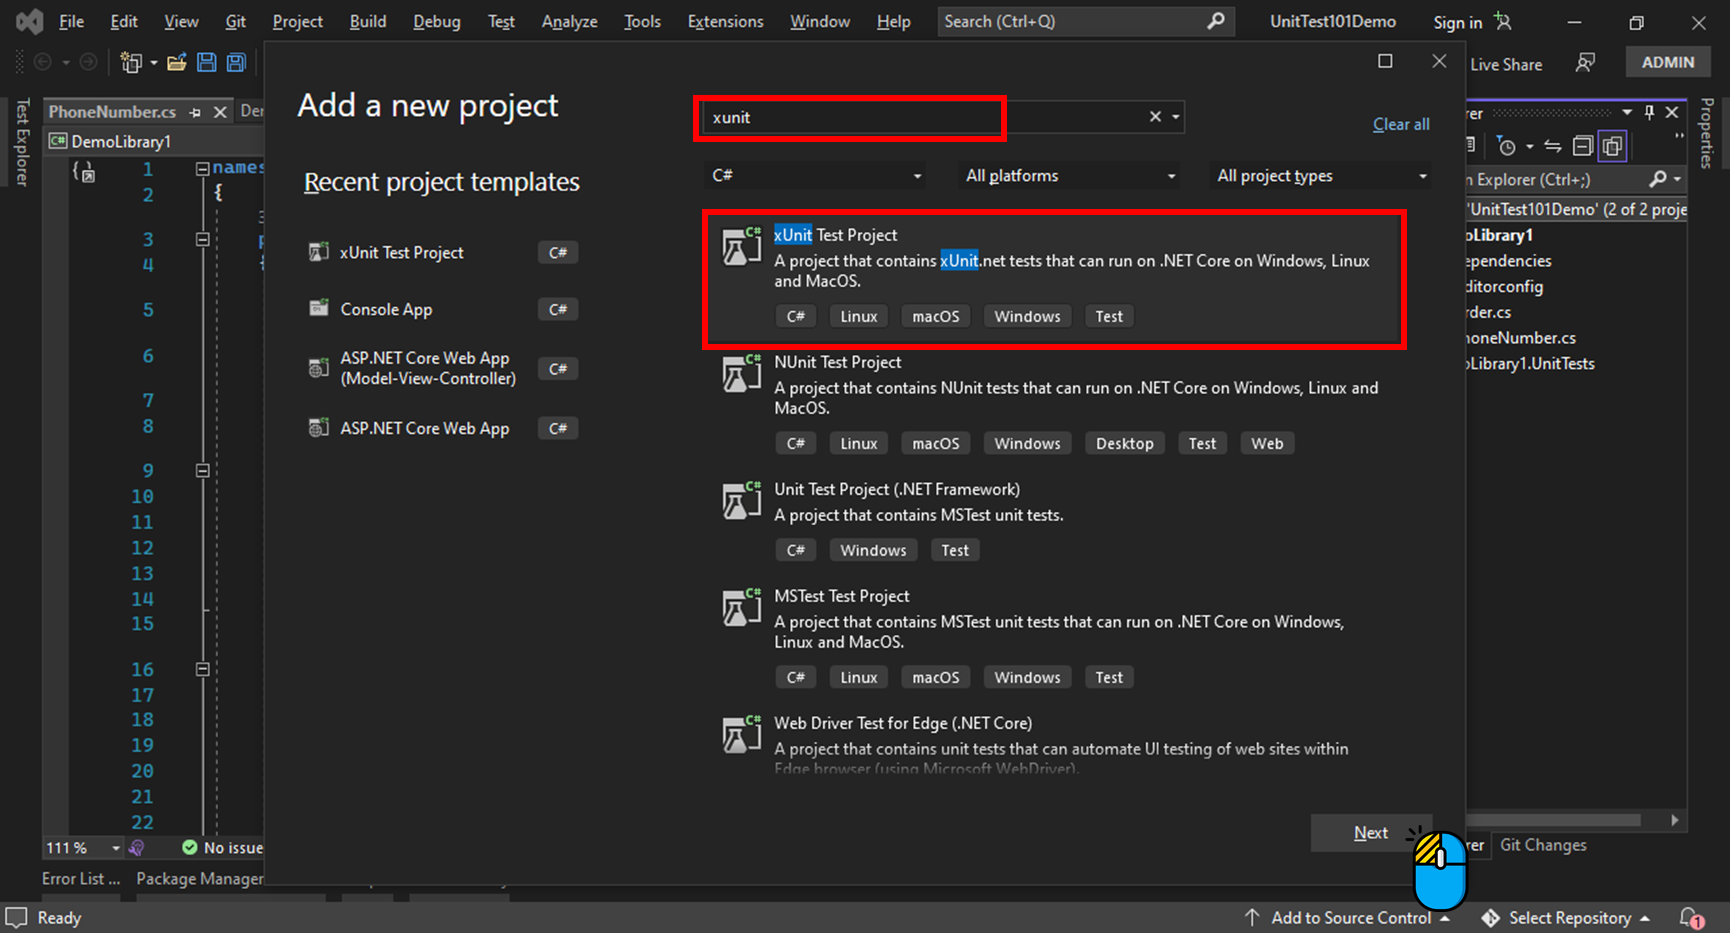 File Edit View Git Project Build Debug Test Analyze Tools Extensions Window Help Search (Ctrl+Q) UnitTest101Demo Sign in
Live Share ADMIN
Test Explorer
PhoneNumber.cs
DemoLibrary1
names
1
2
3
4
5
6
7
8
9
10
11
12
13
14
15
16
17
18
19
20
21
22
{
111 %
No issue
Add a new project
xunit
Clear all
C# All platforms All project types
Recent project templates
xUnit Test Project C#
Console App C#
ASP.NET Core Web App
(Model-View-Controller) C#
ASP.NET Core Web App C#
xUnit Test Project
A project that contains xUnit.net tests that can run on .NET Core on Windows, Linux
and MacOS.
C# Linux macOS Windows Test
NUnit Test Project
A project that contains NUnit tests that can run on .NET Core on Windows, Linux and
MacOS.
C# Linux macOS Windows Desktop Test Web
Unit Test Project (.NET Framework)
A project that contains MSTest unit tests.
C# Windows Test
MSTest Test Project
A project that contains MSTest unit tests that can run on .NET Core on Windows,
Linux and MacOS.
C# Linux macOS Windows Test
Web Driver Test for Edge (.NET Core)
A project that contains unit tests that can automate UI testing of web sites within
Edge browser (using Microsoft WebDriver).
Next
rer
Properties
n Explorer (Ctrl+;)
'UnitTest101Demo' (2 of 2 proje
oLibrary1
ependencies
ditorconfig
rder.cs
honeNumber.cs
oLibrary1.UnitTests
rer Git Changes
Error List ... Package Manager
Ready Add to Source Control Select Repository 1